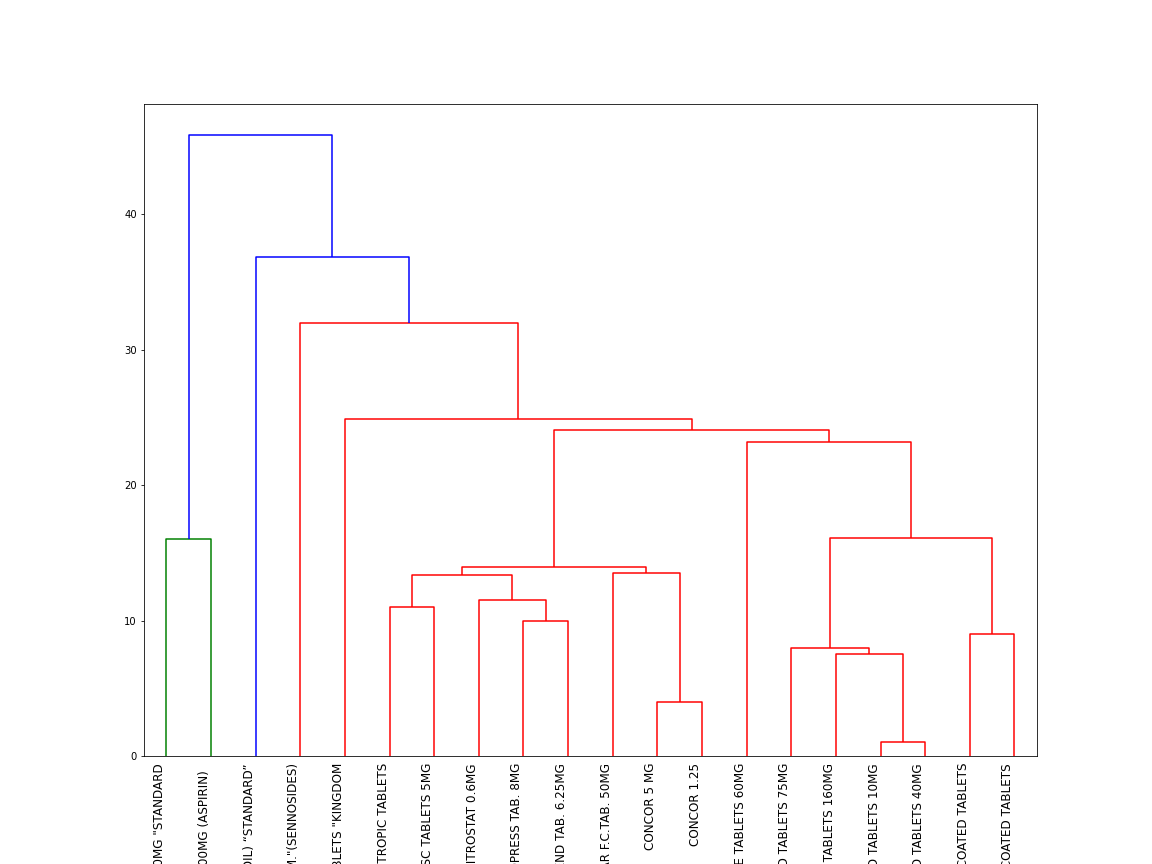 40
30
20
10
0
0MG "STANDARD
00MG (ASPIRIN)
OIL) “STANDARD”
M."(SENNOSIDES)
BLETS "KINGDOM
TROPIC TABLETS
SC TABLETS 5MG
ITROSTAT 0.6MG
PRESS TAB. 8MG
ND TAB. 6.25MG
R F.C.TAB. 50MG
CONCOR 5 MG
CONCOR 1.25
E TABLETS 60MG
D TABLETS 75MG
TABLETS 160MG
D TABLETS 10MG
D TABLETS 40MG
COATED TABLETS
COATED TABLETS